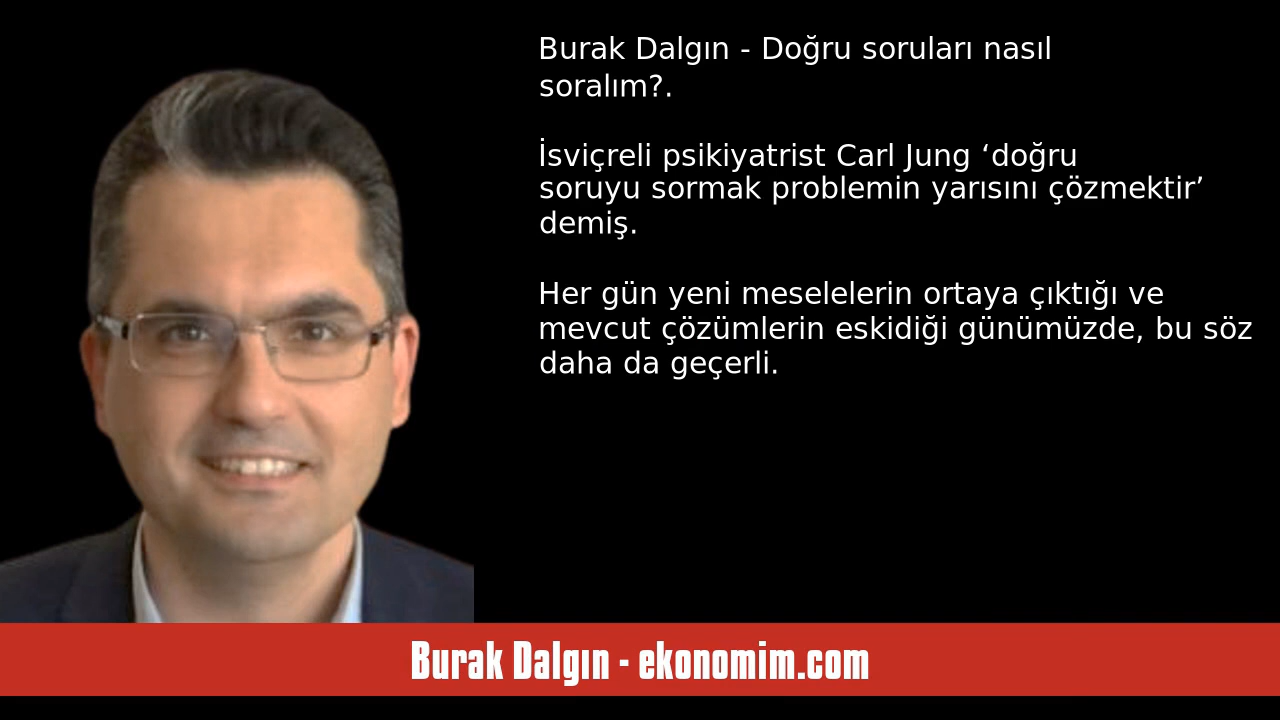 Burak Dalgın - Doğru soruları nasıl
soralım?.
İsviçreli psikiyatrist Carl Jung ‘doğru
soruyu sormak problemin yarısını çözmektir’
demiş.
Her gün yeni meselelerin ortaya çıktığı ve
mevcut çözümlerin eskidiği günümüzde, bu söz
daha da geçerli.
Burak Dalgın - ekonomim.com